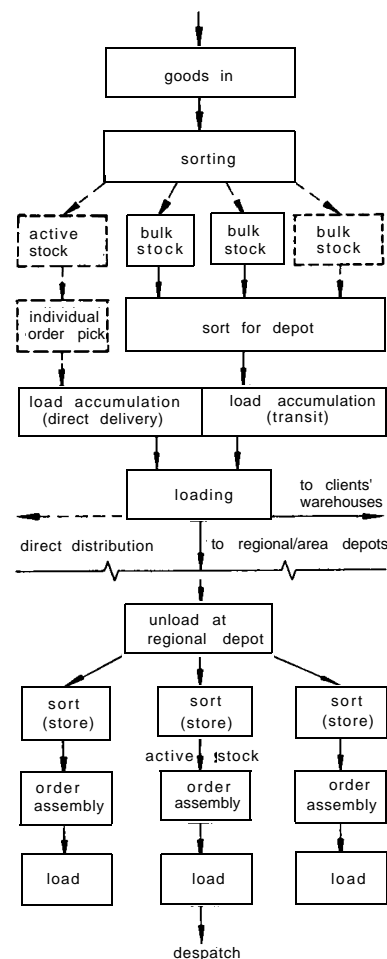 goods in
sorting
active
stock
bulk
stock
bulk
stock
bulk
stock
individual
order pick
sort for depot
load accumulation
(direct delivery)
load accumulation
(transit)
loading
to clients'
warehouses
direct distribution
to regional/area depots
unload at
regional depot
sort
(store)
sort
(store)
sort
(store)
active stock
order
assembly
order
assembly
order
assembly
load
load
load
despatch